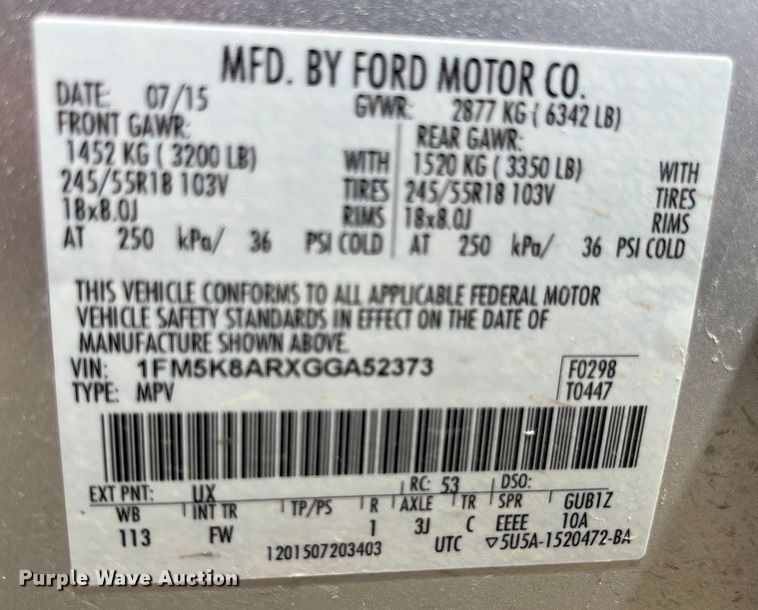 MFD. BY FORD MOTOR CO.
DATE: 07/15 GVWR: 2877 KG ( 6342 LB)
FRONT GAWR: REAR GAWR:
1452 KG ( 3200 LB) WITH 1520 KG ( 3350 LB) WITH
245/55R18 103V TIRES 245/55R18 103V TIRES
18x8.0J RIMS 18x8.0J RIMS
AT 250 kPa/ 36 PSI COLD AT 250 kPa/ 36 PSI COLD
THIS VEHICLE CONFORMS TO ALL APPLICABLE FEDERAL MOTOR
VEHICLE SAFETY STANDARDS IN EFFECT ON THE DATE OF
MANUFACTURE SHOWN ABOVE.
VIN: 1FM5K8ARXGGA52373 F0298
TYPE: MPV T0447
EXT PNT: UX RC: 53 DSO:
WB INT TR TP/PS R AXLE TR SPR GUB1Z
113 FW 1 3J C EEEE 10A
1201507203403 UTC ▽5U5A-1520472-BA
Purple Wave Auction